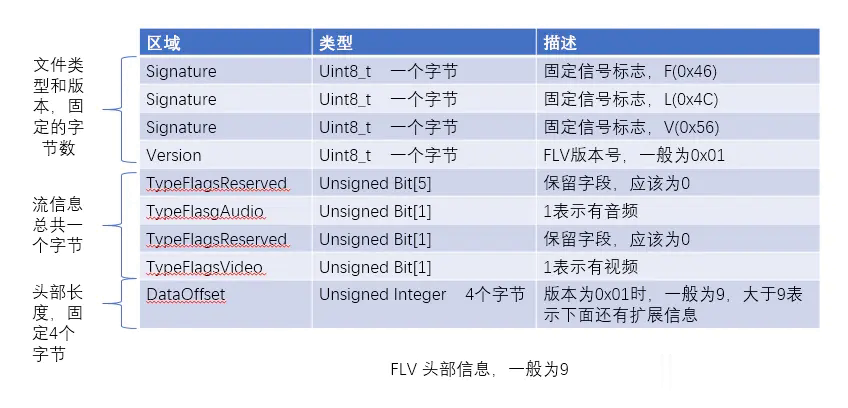 区域 类型 描述
文件类型和版本，固定的字节数
Signature Uint8_t 一个字节 固定信号标志，F(0x46)
Signature Uint8_t 一个字节 固定信号标志，L(0x4C)
Signature Uint8_t 一个字节 固定信号标志，V(0x56)
Version Uint8_t 一个字节 FLV版本号，一般为0x01
流信息总共一个字节
TypeFlagsReserved Unsigned Bit[5] 保留字段，应该为0
TypeFlasgAudio Unsigned Bit[1] 1表示有音频
TypeFlagsReserved Unsigned Bit[1] 保留字段，应该为0
TypeFlagsVideo Unsigned Bit[1] 1表示有视频
头部长度，固定4个字节
DataOffset Unsigned Integer 4个字节 版本为0x01时，一般为9，大于9表示下面还有扩展信息
FLV 头部信息，一般为9